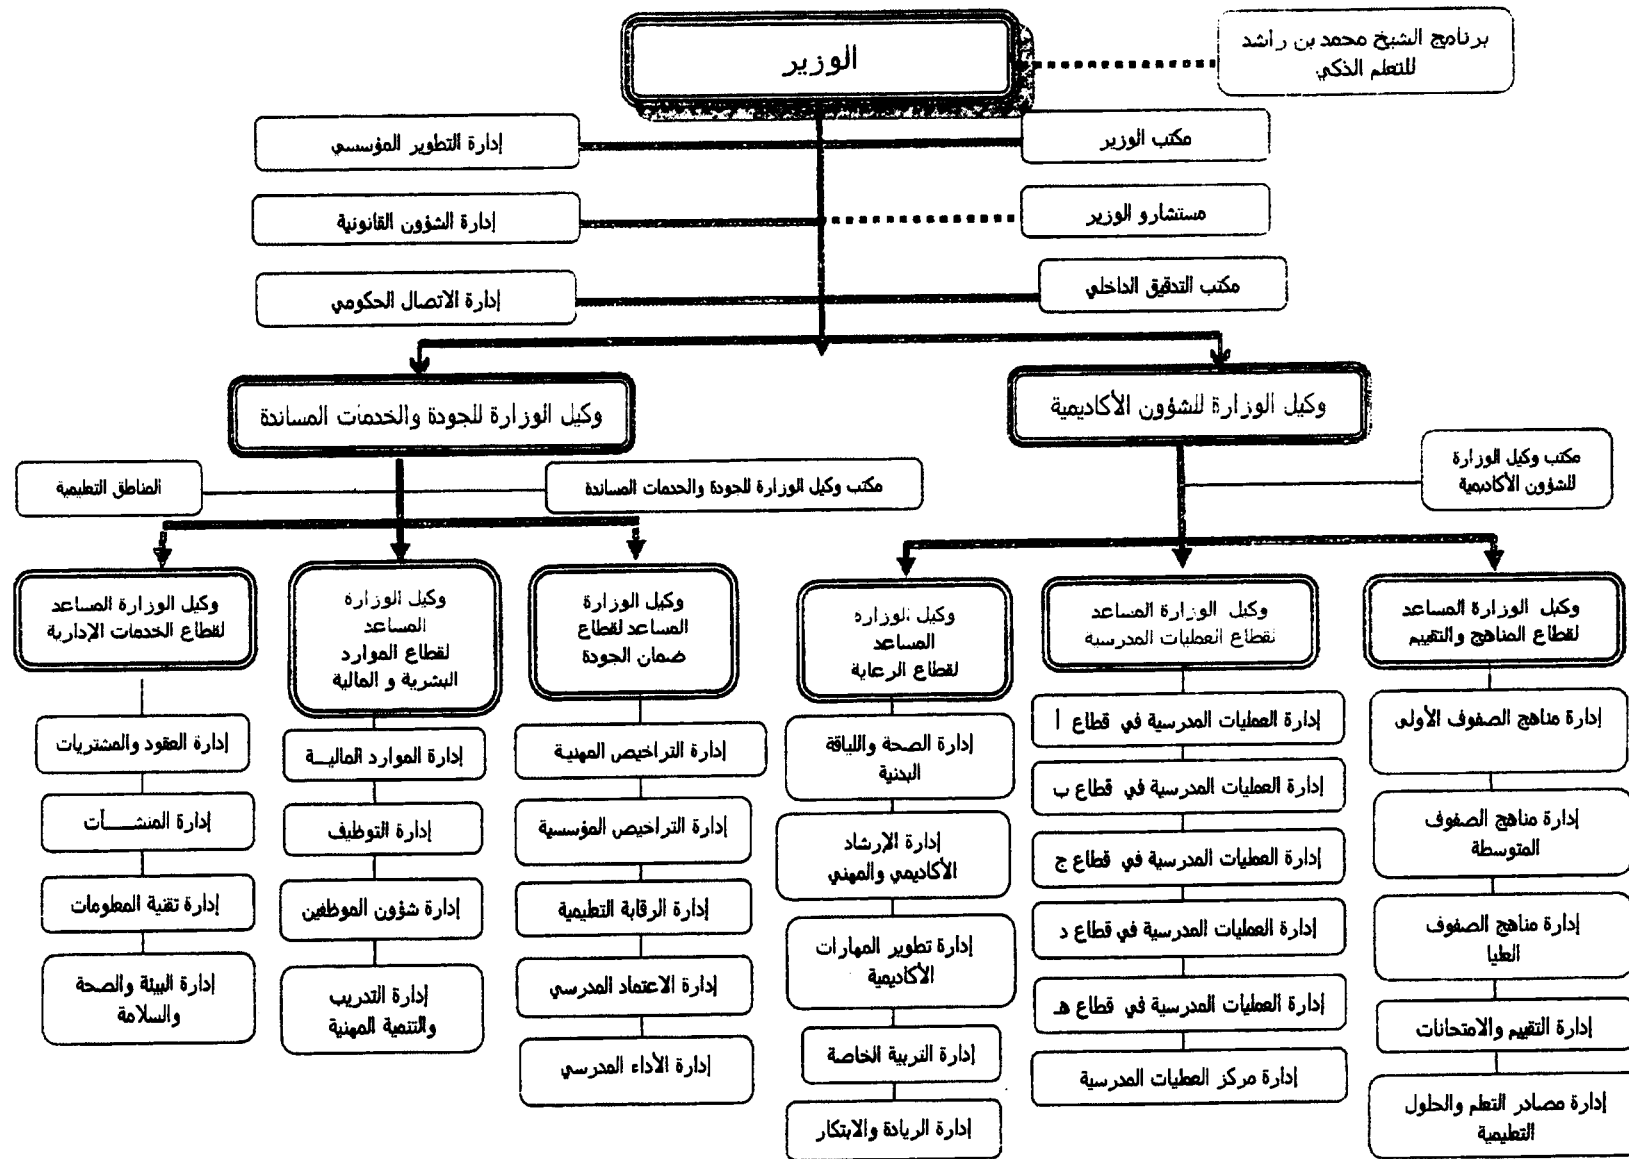 الوزير
برنامج الشيخ محمد بن راشد
للتعلم الذكي
مكتب الوزير
إدارة التطوير المؤسسي
مستشارو الوزير
إدارة الشؤون القانونية
مكتب التدقيق الداخلي
إدارة الاتصال الحكومي
وكيل الوزارة للشؤون الأكاديمية
وكيل الوزارة للجودة والخدمات المساندة
مكتب وكيل الوزارة
للشؤون الأكاديمية
مكتب وكيل الوزارة للجودة والخدمات المساندة
المناطق التعليمية
وكيل الوزارة المساعد
لقطاع المناهج والتقييم
إدارة مناهج الصفوف الأولى
إدارة مناهج الصفوف
المتوسطة
إدارة مناهج الصفوف
العليا
إدارة التقييم والامتحانات
إدارة مصادر التعلم والحلول
التعليمية
وكيل الوزارة المساعد
لقطاع العمليات المدرسية
إدارة العمليات المدرسية في قطاع أ
إدارة العمليات المدرسية في قطاع ب
إدارة العمليات المدرسية في قطاع ج
إدارة العمليات المدرسية في قطاع د
إدارة العمليات المدرسية في قطاع هـ
إدارة مركز العمليات المدرسية
وكيل الوزارة
المساعد
لقطاع الرعاية
إدارة الصحة واللياقة
البدنية
إدارة الإرشاد
الأكاديمي والمهني
إدارة تطوير المهارات
الأكاديمية
إدارة التربية الخاصة
إدارة الريادة والابتكار
وكيل الوزارة
المساعد لقطاع
ضمان الجودة
إدارة التراخيص المهنية
إدارة التراخيص المؤسسية
إدارة الرقابة التعليمية
إدارة الاعتماد المدرسي
إدارة الأداء المدرسي
وكيل الوزارة
المساعد
لقطاع الموارد
البشرية و المالية
إدارة الموارد الماليـــة
إدارة التوظيف
إدارة شؤون الموظفين
إدارة التدريب
والتنمية المهنية
وكيل الوزارة المساعد
لقطاع الخدمات الإدارية
إدارة العقود والمشتريات
إدارة المنشـــــآت
إدارة تقنية المعلومات
إدارة البيئة والصحة
والسلامة